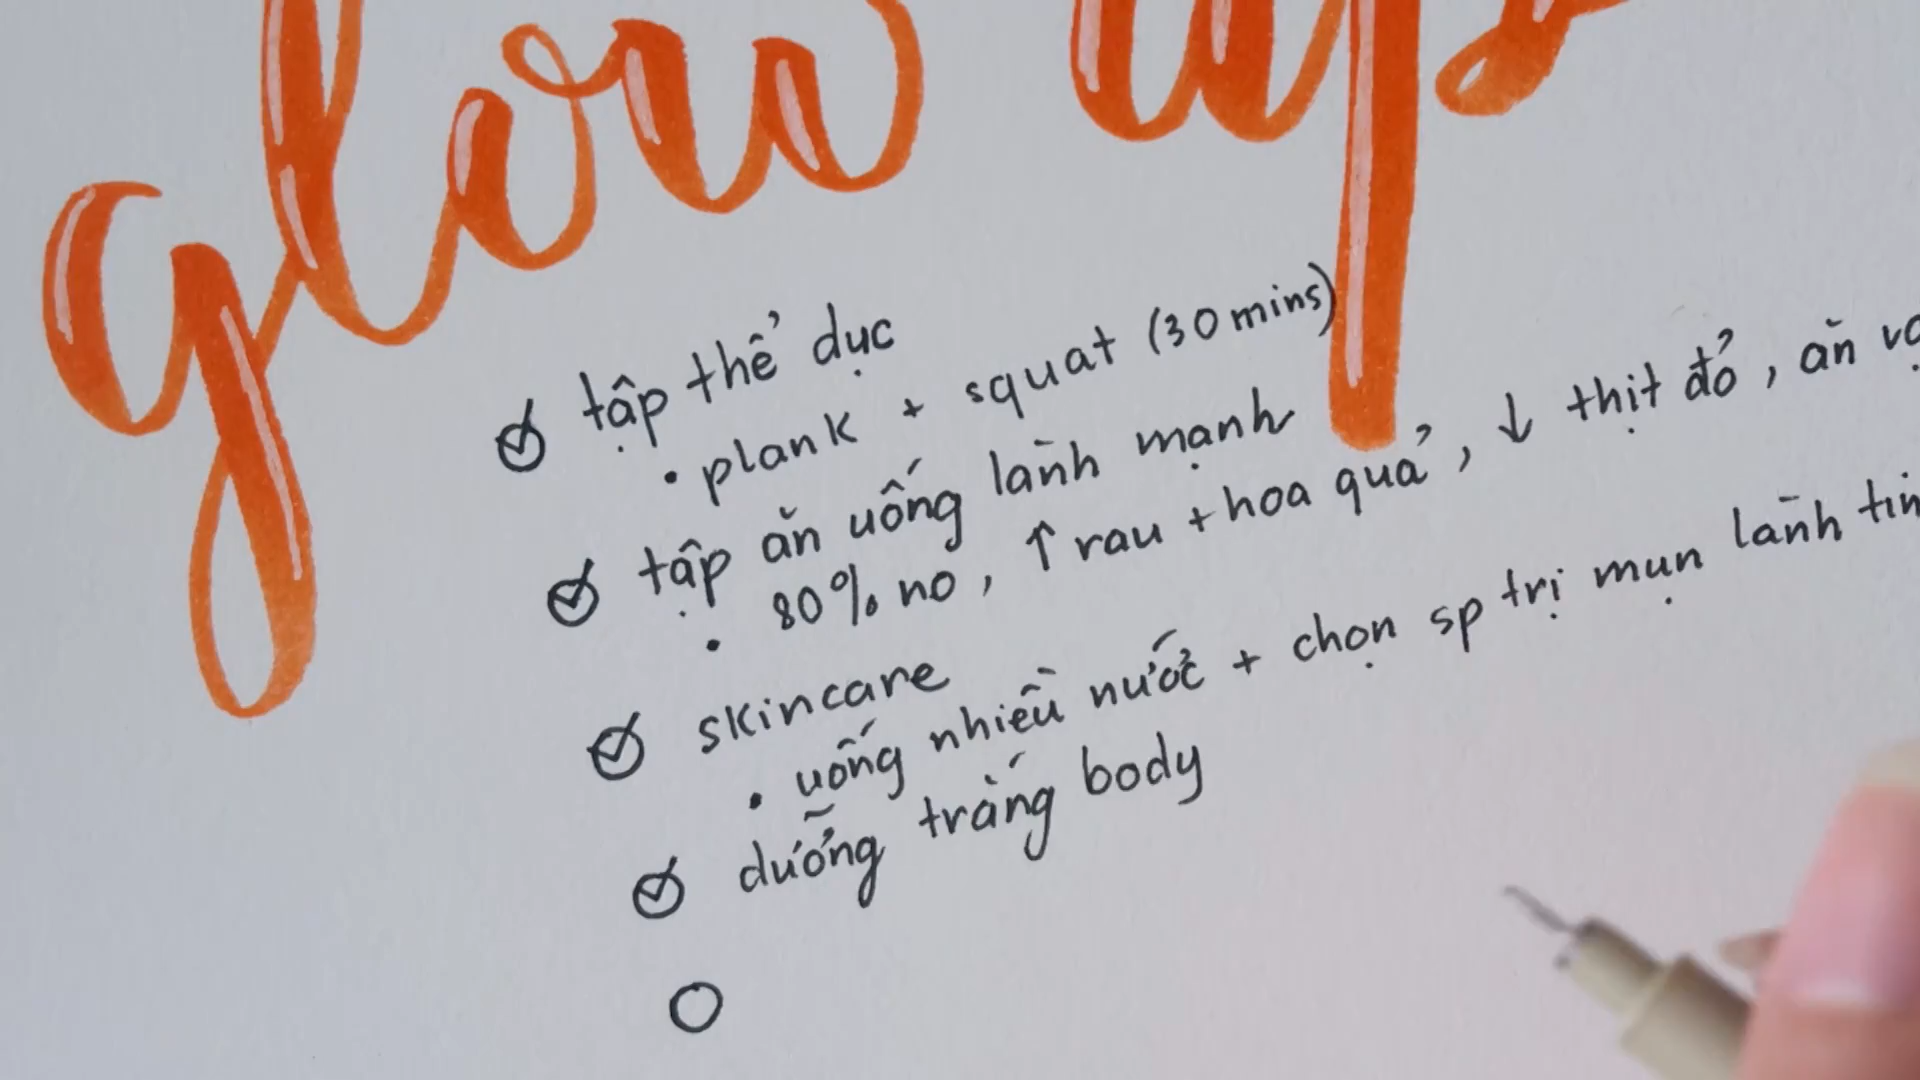 glow up
tập thể dục
• plank + squat (30 mins)
tập ăn uống lành mạnh
• 80% no, ↑ rau + hoa quả, ↓ thịt đỏ, ăn
skincare
• uống nhiều nước + chọn sp trị mụn lành
dưỡng trắng body